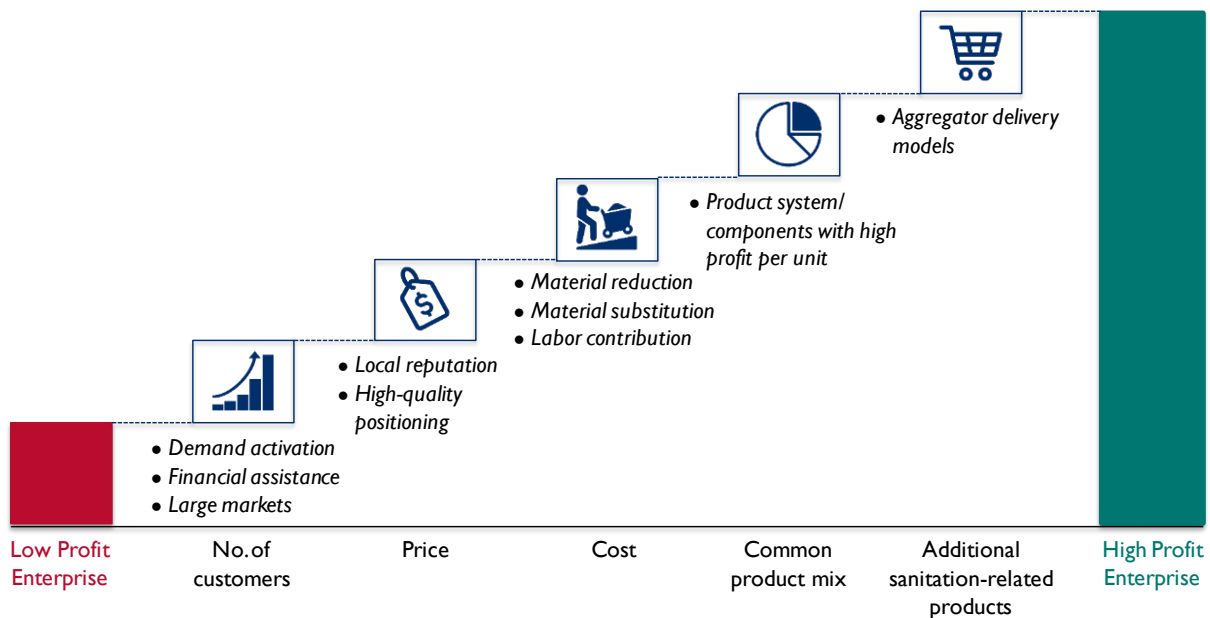 • Aggregator delivery
models
• Product system/
components with high
profit per unit
• Material reduction
• Material substitution
• Labor contribution
$
• Local reputation
• High-quality
positioning
• Demand activation
• Financial assistance
• Large markets
Low Profit
Enterprise
No. of
customers
Price
Cost
Common
product mix
Additional
sanitation-related
products
High Profit
Enterprise